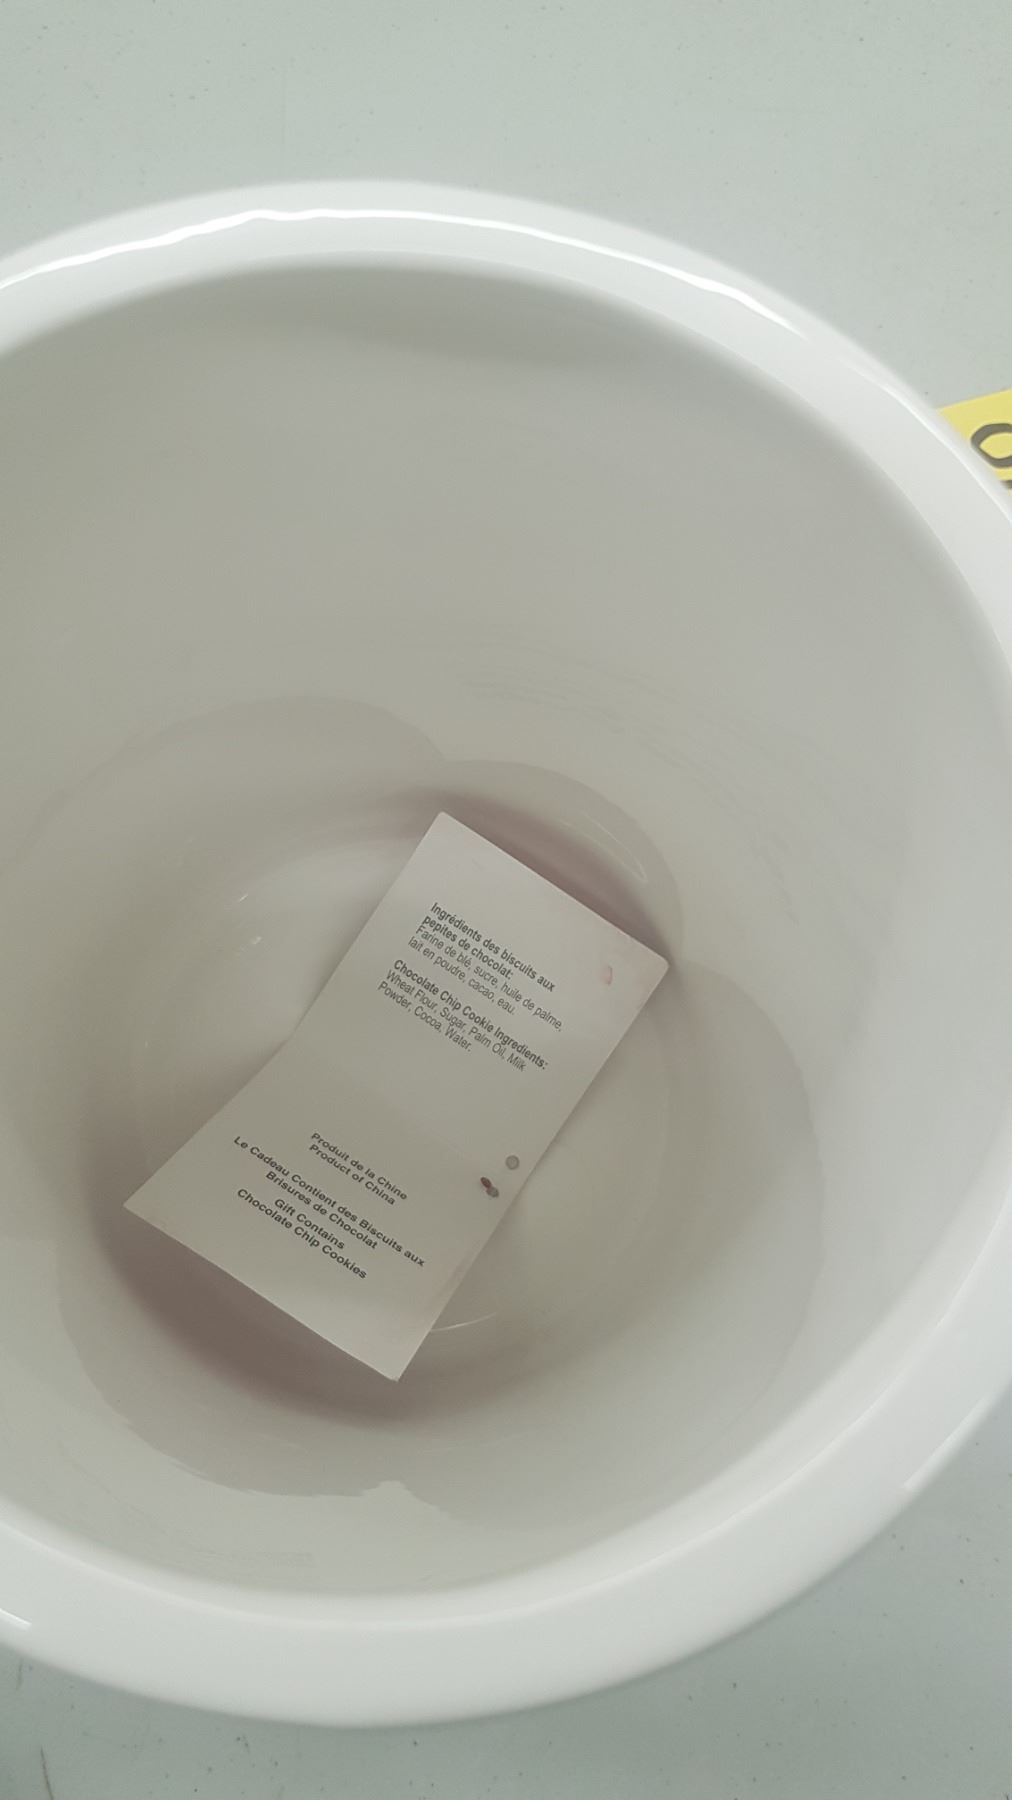 Ingrédients des biscuits aux
pepites de chocolat:
Farine de blé, sucre, huile de palme,
lait en poudre, cacao, eau.
Chocolate Chip Cookie Ingredients:
Wheat Flour, Sugar, Palm Oil, Milk
Powder, Cocoa, Water.
Produit de la Chine
Product of China
Le Cadeau Contient des Biscuits aux
Brisures de Chocolat
Gift Contains
Chocolate Chip Cookies